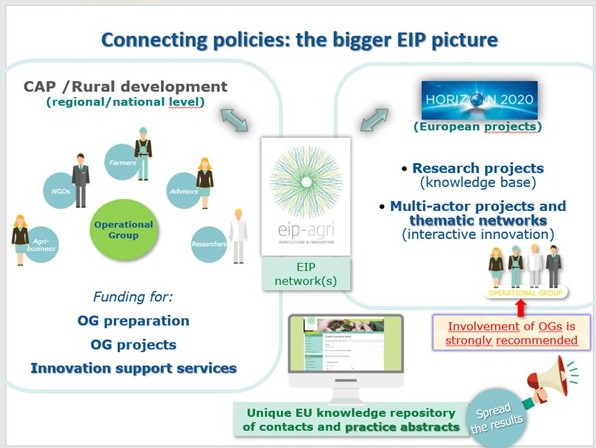 Connecting policies: the bigger EIP picture
CAP /Rural development
(regional/national level)
Farmers
NGOs
Advisors
Operational
Group
Agri-
business
Researchers
Funding for:
OG preparation
OG projects
Innovation support services
eip-agri
AGRICULTURE & INNOVATION
EIP
network(s)
HORIZON 2020
(European projects)
• Research projects
(knowledge base)
• Multi-actor projects and
thematic networks
(interactive innovation)
OPERATIONAL GROUP
Involvement of OGs is
strongly recommended
Unique EU knowledge repository
of contacts and practice abstracts
Spread
the results